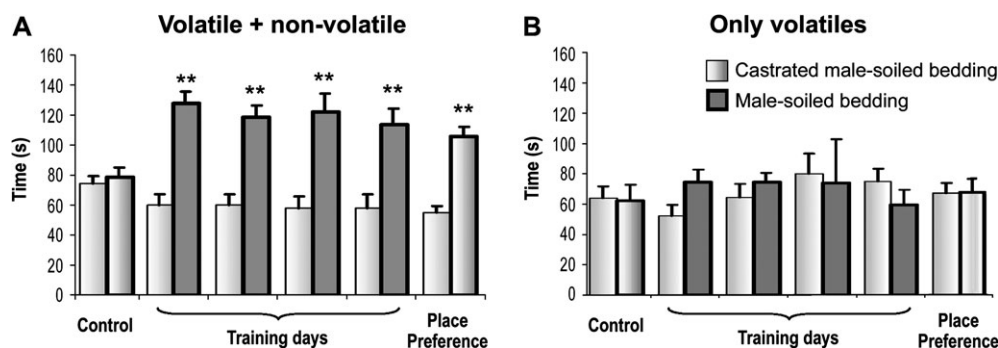 A Volatile + non-volatile
Time (s)
160
140
120
100
80
60
40
20
0
** ** ** ** **
Control Training days Place
Preference
B Only volatiles
Time (s)
160
140
120
100
80
60
40
20
0
Castrated male-soiled bedding
Male-soiled bedding
Control Training days Place
Preference